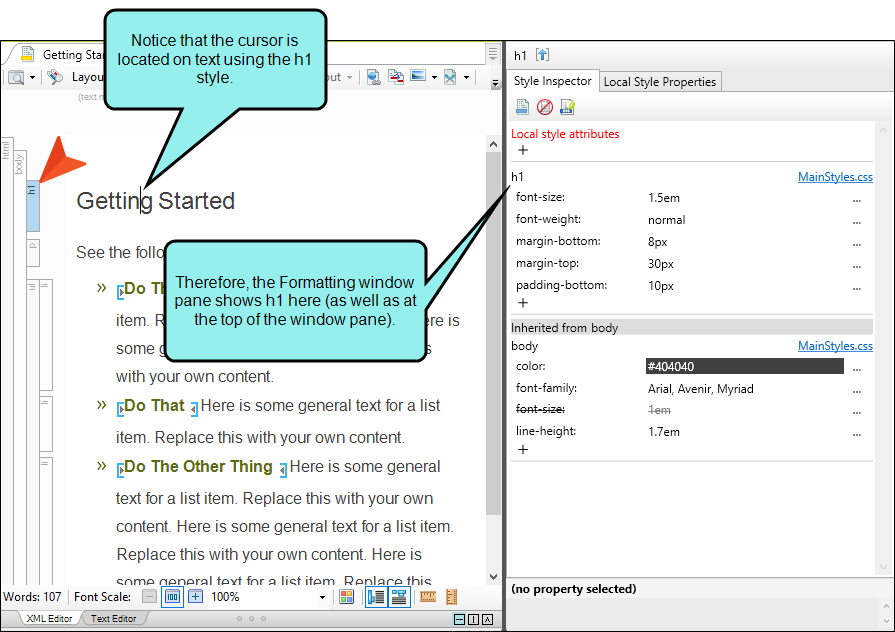 Notice that the cursor is
located on text using the h1
style.
Getting Sta
Layou
out
(text m
html
body
h1
p
ul
li
li
li
Getting Started
See the follo
» Do Th
item. R
ere is
some g
s
with your own content.
» Do That Here is some general text for a list
item. Replace this with your own content.
» Do The Other Thing Here is some general
text for a list item. Replace this with your own
content. Here is some general text for a list item.
Replace this with your own content. Here is
some general text for a list item. Replace this
Therefore, the Formatting window
pane shows h1 here (as well as at
the top of the window pane).
Words: 107 Font Scale: 100 100%
XML Editor Text Editor
h1
Style Inspector Local Style Properties
Local style attributes
+
h1 MainStyles.css
font-size: 1.5em ...
font-weight: normal ...
margin-bottom: 8px ...
margin-top: 30px ...
padding-bottom: 10px ...
+
Inherited from body
body MainStyles.css
color: #404040 ...
font-family: Arial, Avenir, Myriad ...
font-size: 1em ...
line-height: 1.7em ...
+
(no property selected)